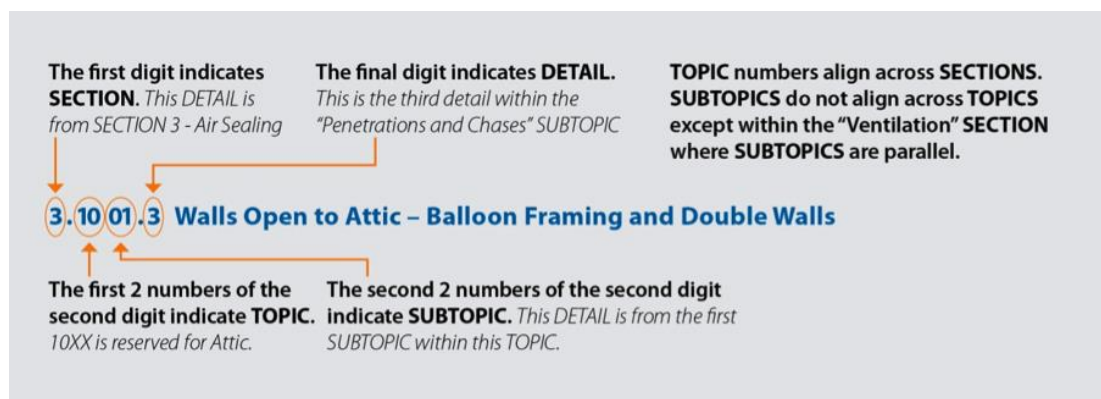 The first digit indicates
SECTION. This DETAIL is
from SECTION 3 - Air Sealing
The final digit indicates DETAIL.
This is the third detail within the
“Penetrations and Chases” SUBTOPIC
TOPIC numbers align across SECTIONS.
SUBTOPICS do not align across TOPICS
except within the “Ventilation” SECTION
where SUBTOPICS are parallel.
3.1001.3 Walls Open to Attic – Balloon Framing and Double Walls
The first 2 numbers of the
second digit indicate TOPIC.
10XX is reserved for Attic.
The second 2 numbers of the second digit
indicate SUBTOPIC. This DETAIL is from the first
SUBTOPIC within this TOPIC.